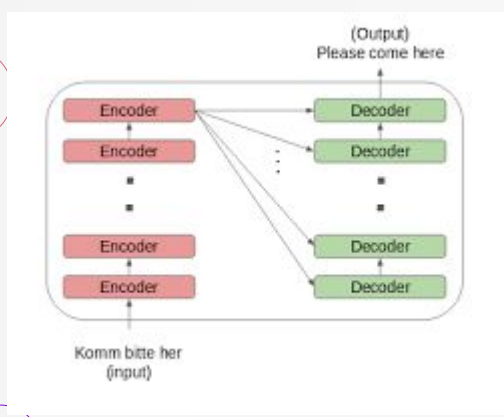 (Output)
Please come here
Encoder
Encoder
Encoder
Encoder
Decoder
Decoder
Decoder
Decoder
Komm bitte her
(input)